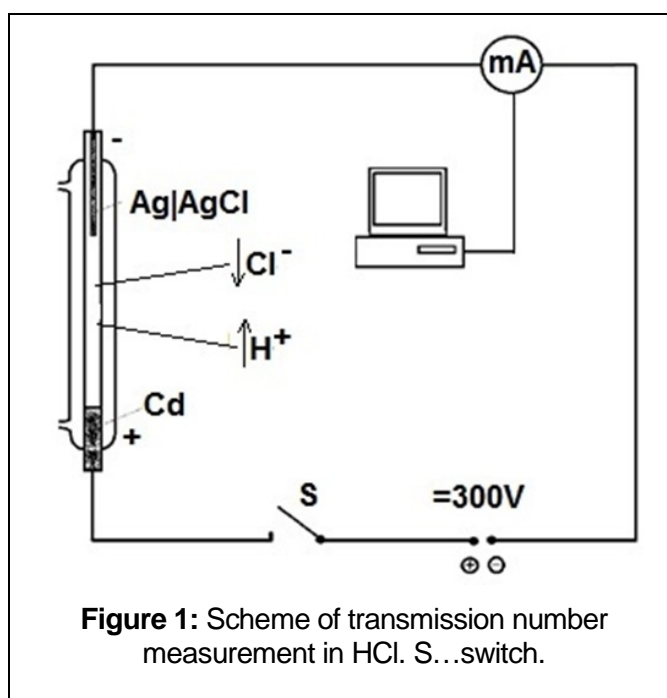 mA
-
Ag|AgCl
↓Cl⁻
↑H⁺
Cd
+
S
=300V
⊕ ⊖
Figure 1: Scheme of transmission number
measurement in HCl. S…switch.